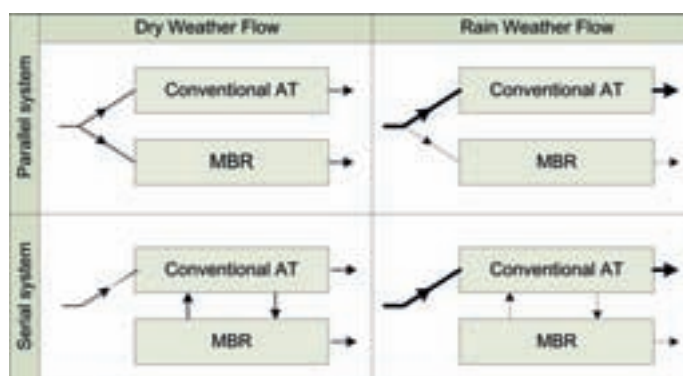 Dry Weather Flow
Rain Weather Flow
Parallel system
Conventional AT
Conventional AT
MBR
MBR
Serial system
Conventional AT
Conventional AT
MBR
MBR